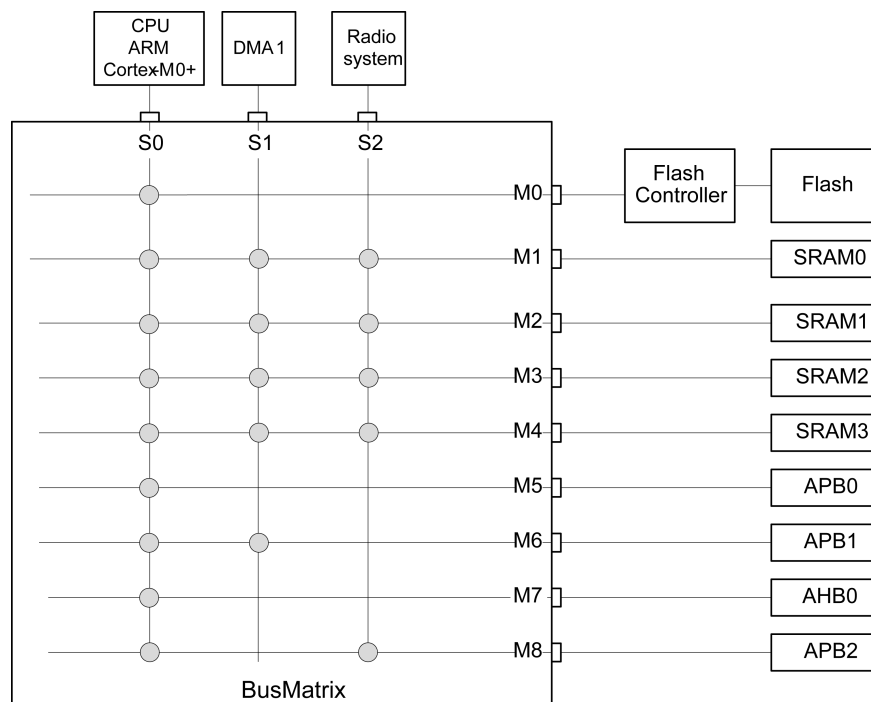 CPU
ARM
Cortex-M0+
DMA1
Radio
system
S0
S1
S2
M0
Flash
Controller
Flash
M1
SRAM0
M2
SRAM1
M3
SRAM2
M4
SRAM3
M5
APB0
M6
APB1
M7
AHB0
M8
APB2
BusMatrix